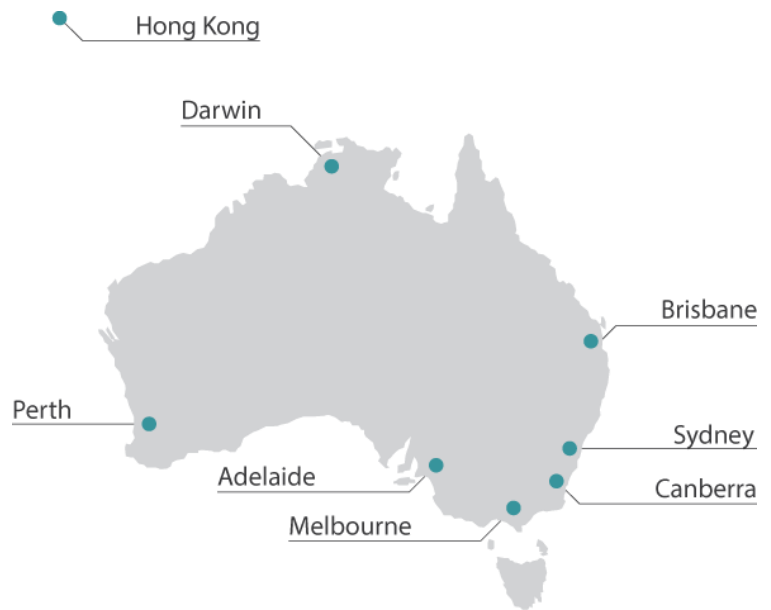 Hong Kong
Darwin
Brisbane
Perth
Sydney
Adelaide
Canberra
Melbourne